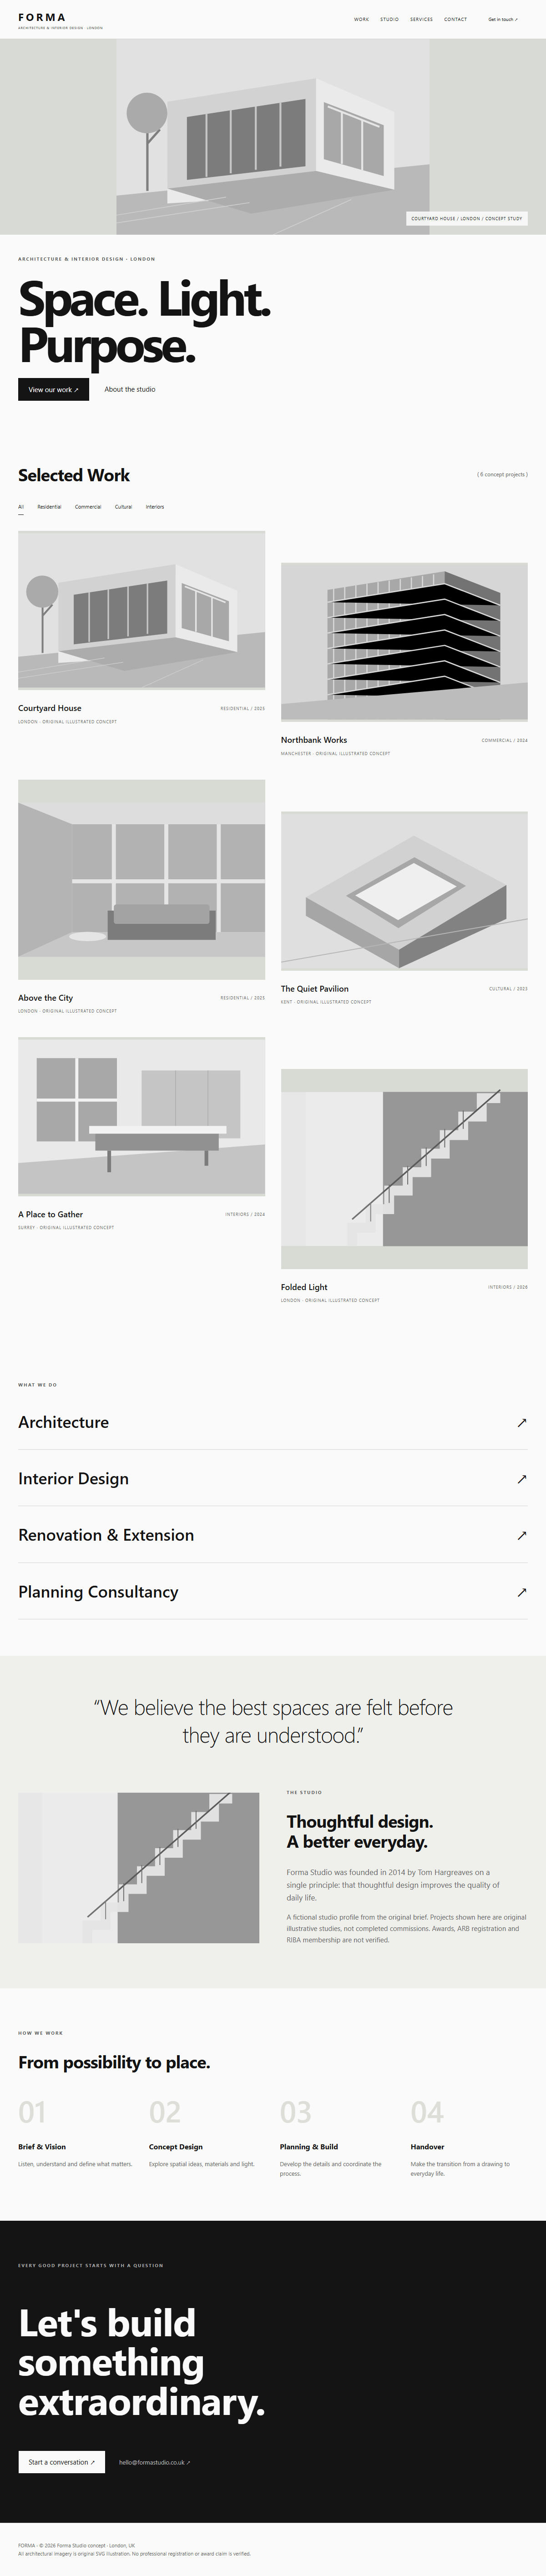 FORMA
ARCHITECTURE & INTERIOR DESIGN · LONDON
WORK STUDIO SERVICES CONTACT Get in touch ↗
COURTYARD HOUSE / LONDON / CONCEPT STUDY
ARCHITECTURE & INTERIOR DESIGN · LONDON
Space. Light.
Purpose.
View our work ↗ About the studio
Selected Work
( 6 concept projects )
All Residential Commercial Cultural Interiors
Courtyard House
RESIDENTIAL / 2025
LONDON · ORIGINAL ILLUSTRATED CONCEPT
Northbank Works
COMMERCIAL / 2024
MANCHESTER · ORIGINAL ILLUSTRATED CONCEPT
Above the City
RESIDENTIAL / 2025
LONDON · ORIGINAL ILLUSTRATED CONCEPT
The Quiet Pavilion
CULTURAL / 2023
KENT · ORIGINAL ILLUSTRATED CONCEPT
A Place to Gather
INTERIORS / 2024
SURREY · ORIGINAL ILLUSTRATED CONCEPT
Folded Light
INTERIORS / 2026
LONDON · ORIGINAL ILLUSTRATED CONCEPT
WHAT WE DO
Architecture ↗
Interior Design ↗
Renovation & Extension ↗
Planning Consultancy ↗
“We believe the best spaces are felt before
they are understood.”
THE STUDIO
Thoughtful design.
A better everyday.
Forma Studio was founded in 2014 by Tom Hargreaves on a
single principle: that thoughtful design improves the quality of
daily life.
A fictional studio profile from the original brief. Projects shown here are original
illustrative studies, not completed commissions. Awards, ARB registration and
RIBA membership are not verified.
HOW WE WORK
From possibility to place.
01
Brief & Vision
Listen, understand and define what matters.
02
Concept Design
Explore spatial ideas, materials and light.
03
Planning & Build
Develop the details and coordinate the
process.
04
Handover
Make the transition from a drawing to
everyday life.
EVERY GOOD PROJECT STARTS WITH A QUESTION
Let's build
something
extraordinary.
Start a conversation ↗ hello@formastudio.co.uk ↗
FORMA · © 2026 Forma Studio concept · London, UK
All architectural imagery is original SVG illustration. No professional registration or award claim is verified.